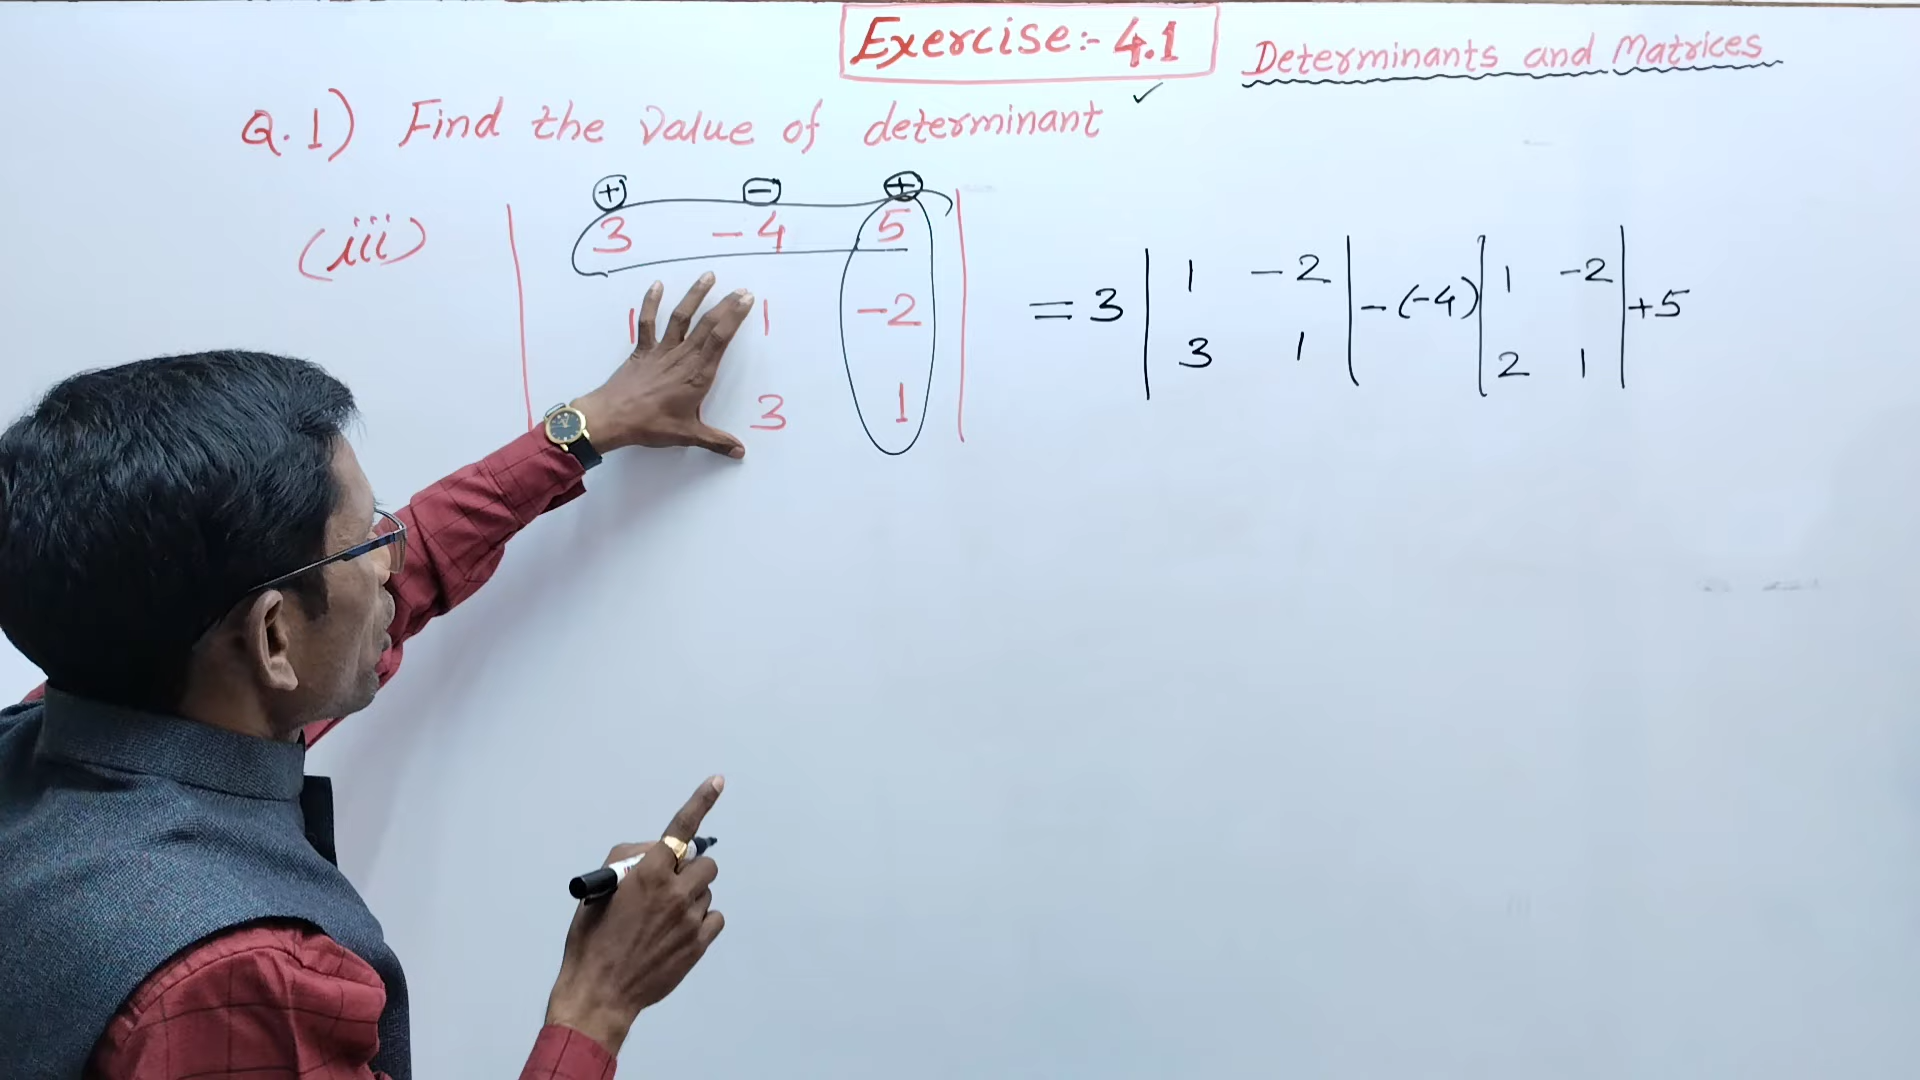 Exercise:- 4.1
Determinants and Matrices
Q.1) Find the value of determinant ✓
+ - +
(iii) | 3 -4 5 | = 3 | 1 -2 | -(-4) | 1 -2 | +5
| 1 1 -2 | | 3 1 | | 2 1 |
| 3 1 |